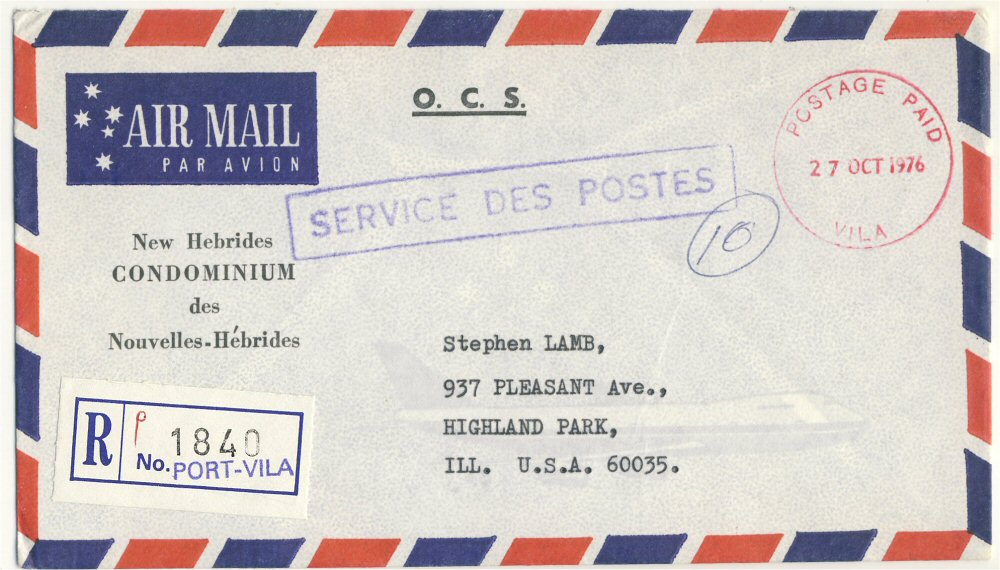 O. C. S.
AIR MAIL
PAR AVION
POSTAGE PAID
27 OCT 1976
VILA
SERVICE DES POSTES
10
New Hebrides
CONDOMINIUM
des
Nouvelles-Hébrides
Stephen LAMB,
937 PLEASANT Ave.,
HIGHLAND PARK,
ILL. U.S.A. 60035.
R
p 1840
No. PORT-VILA